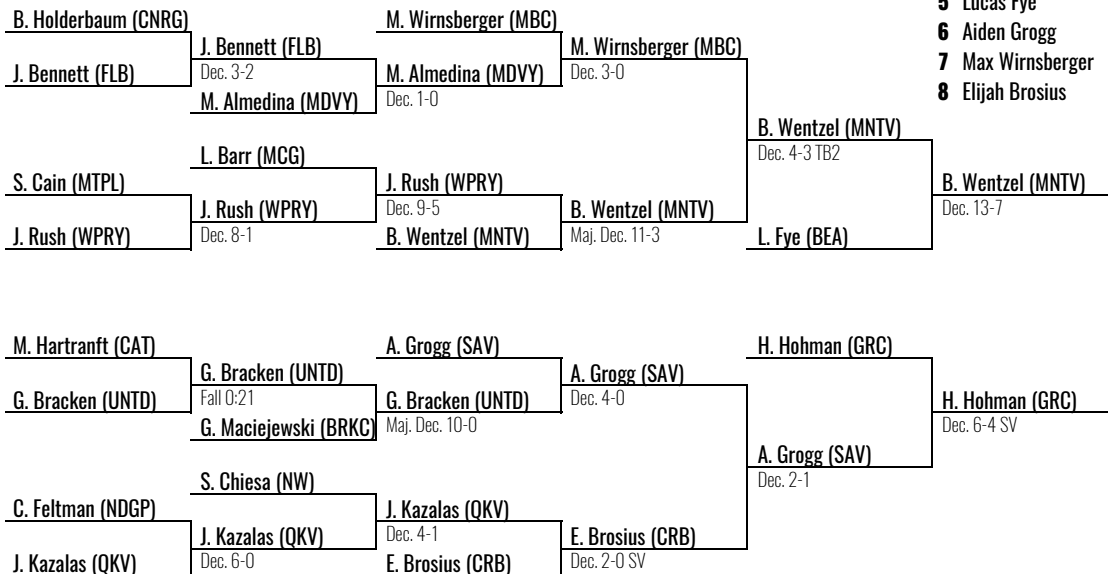 5 Lucas Fye
6 Aiden Grogg
7 Max Wirnsberger
8 Elijah Brosius
B. Holderbaum (CNRG)
J. Bennett (FLB)
J. Bennett (FLB)
Dec. 3-2
M. Almedina (MDVY)
M. Wirnsberger (MBC)
M. Almedina (MDVY)
Dec. 1-0
M. Wirnsberger (MBC)
Dec. 3-0
L. Barr (MCG)
S. Cain (MTPL)
J. Rush (WPRY)
J. Rush (WPRY)
Dec. 8-1
J. Rush (WPRY)
Dec. 9-5
B. Wentzel (MNTV)
B. Wentzel (MNTV)
Maj. Dec. 11-3
B. Wentzel (MNTV)
Dec. 4-3 TB2
L. Fye (BEA)
B. Wentzel (MNTV)
Dec. 13-7
M. Hartranft (CAT)
G. Bracken (UNTD)
G. Bracken (UNTD)
Fall 0:21
G. Maciejewski (BRKC)
A. Grogg (SAV)
G. Bracken (UNTD)
Maj. Dec. 10-0
A. Grogg (SAV)
Dec. 4-0
S. Chiesa (NW)
C. Feltman (NDGP)
J. Kazalas (QKV)
J. Kazalas (QKV)
Dec. 6-0
J. Kazalas (QKV)
Dec. 4-1
E. Brosius (CRB)
E. Brosius (CRB)
Dec. 2-0 SV
H. Hohman (GRC)
A. Grogg (SAV)
Dec. 2-1
H. Hohman (GRC)
Dec. 6-4 SV